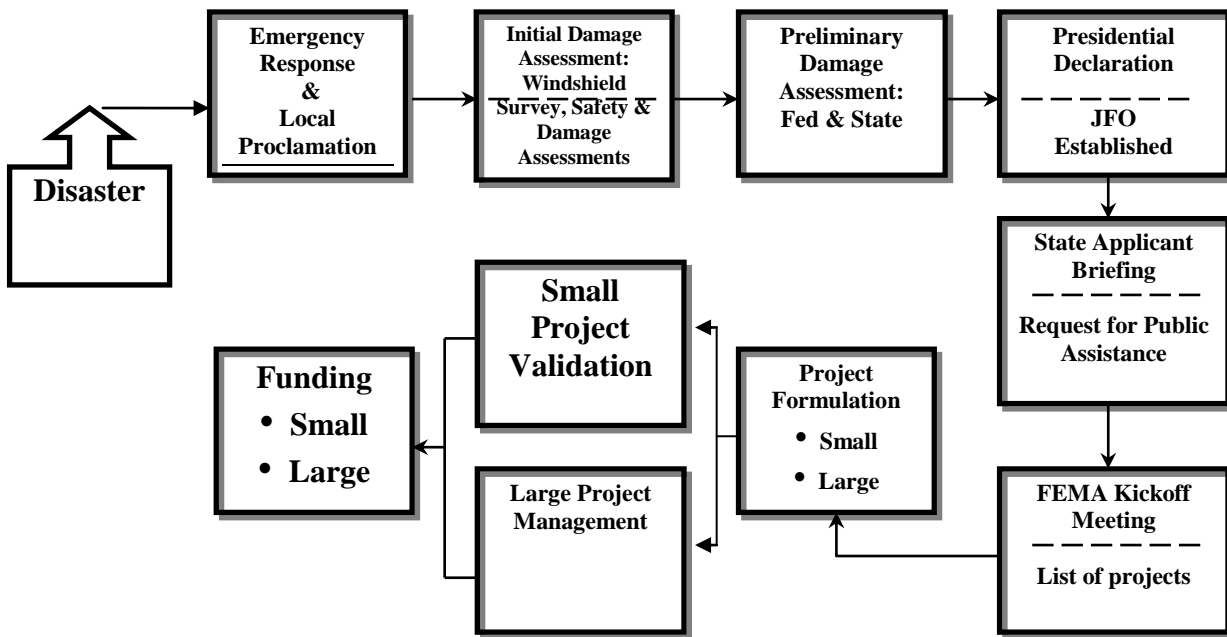 Disaster
Emergency
Response
&
Local
Proclamation
Initial Damage
Assessment:
Windshield
Survey, Safety &
Damage
Assessments
Preliminary
Damage
Assessment:
Fed & State
Presidential
Declaration
JFO
Established
State Applicant
Briefing
Request for Public
Assistance
FEMA Kickoff
Meeting
List of projects
Project
Formulation
• Small
• Large
Small
Project
Validation
Large Project
Management
Funding
• Small
• Large